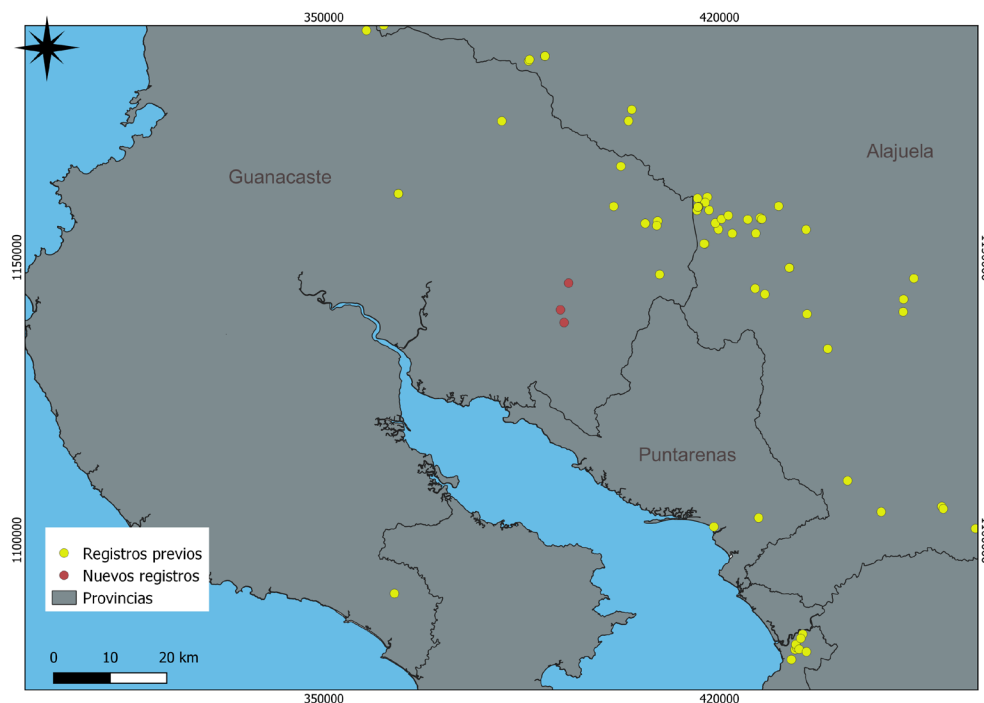 350000
420000
Guanacaste
Alajuela
1150000
Puntarenas
1100000
Registros previos
Nuevos registros
Provincias
0 10 20 km
350000
420000